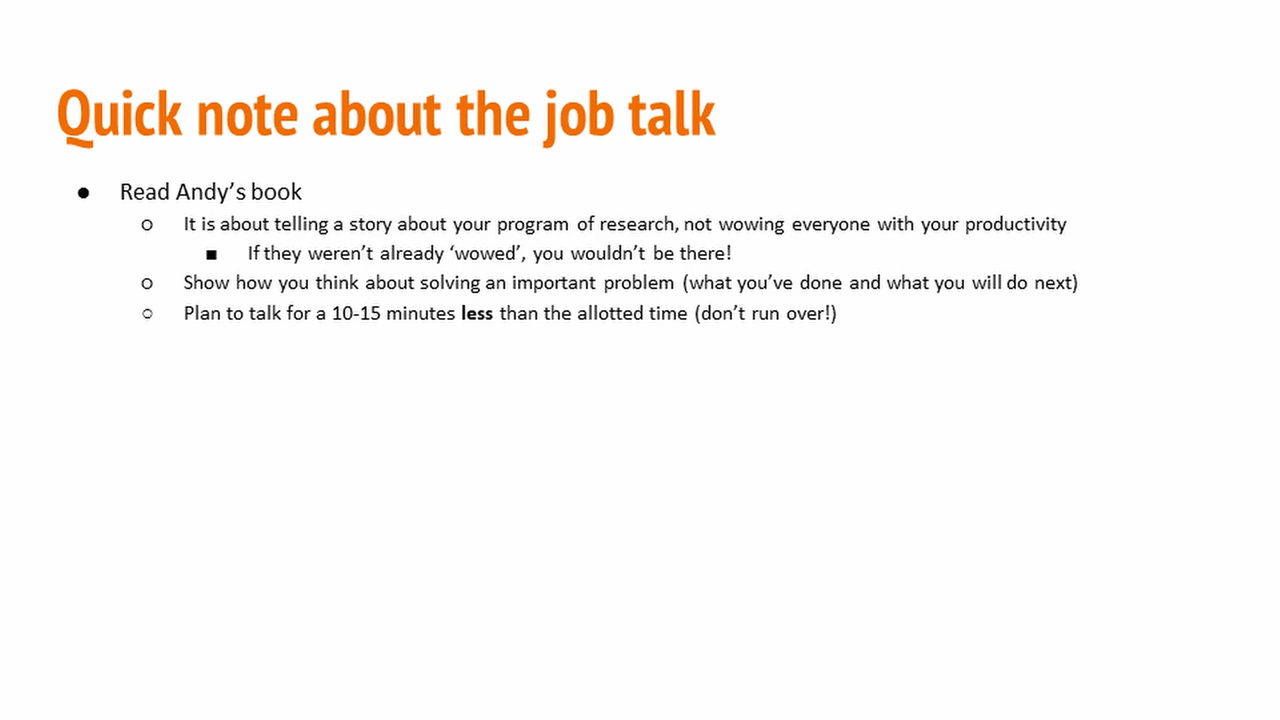 Quick note about the job talk
● Read Andy’s book
○ It is about telling a story about your program of research, not wowing everyone with your productivity
■ If they weren’t already ‘wowed’, you wouldn’t be there!
○ Show how you think about solving an important problem (what you’ve done and what you will do next)
○ Plan to talk for a 10-15 minutes less than the allotted time (don’t run over!)